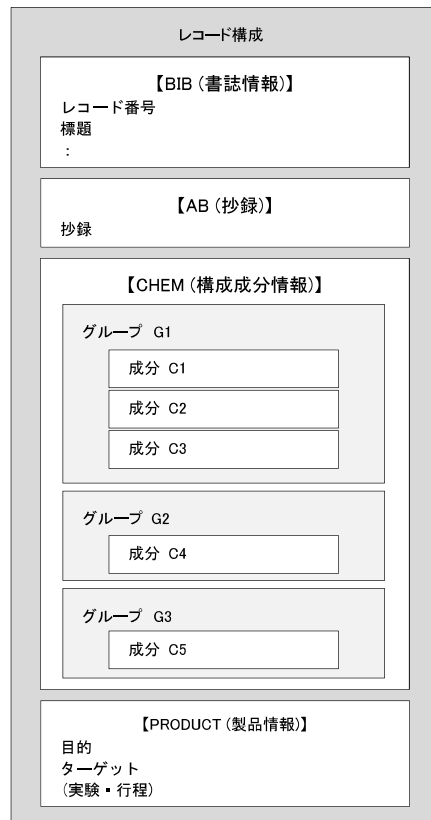 レコード構成
【BIB（書誌情報）】
レコード番号
標題
：
【AB（抄録）】
抄録
【CHEM（構成成分情報）】
グループ G1
成分 C1
成分 C2
成分 C3
グループ G2
成分 C4
グループ G3
成分 C5
【PRODUCT（製品情報）】
目的
ターゲット
(実験・行程)